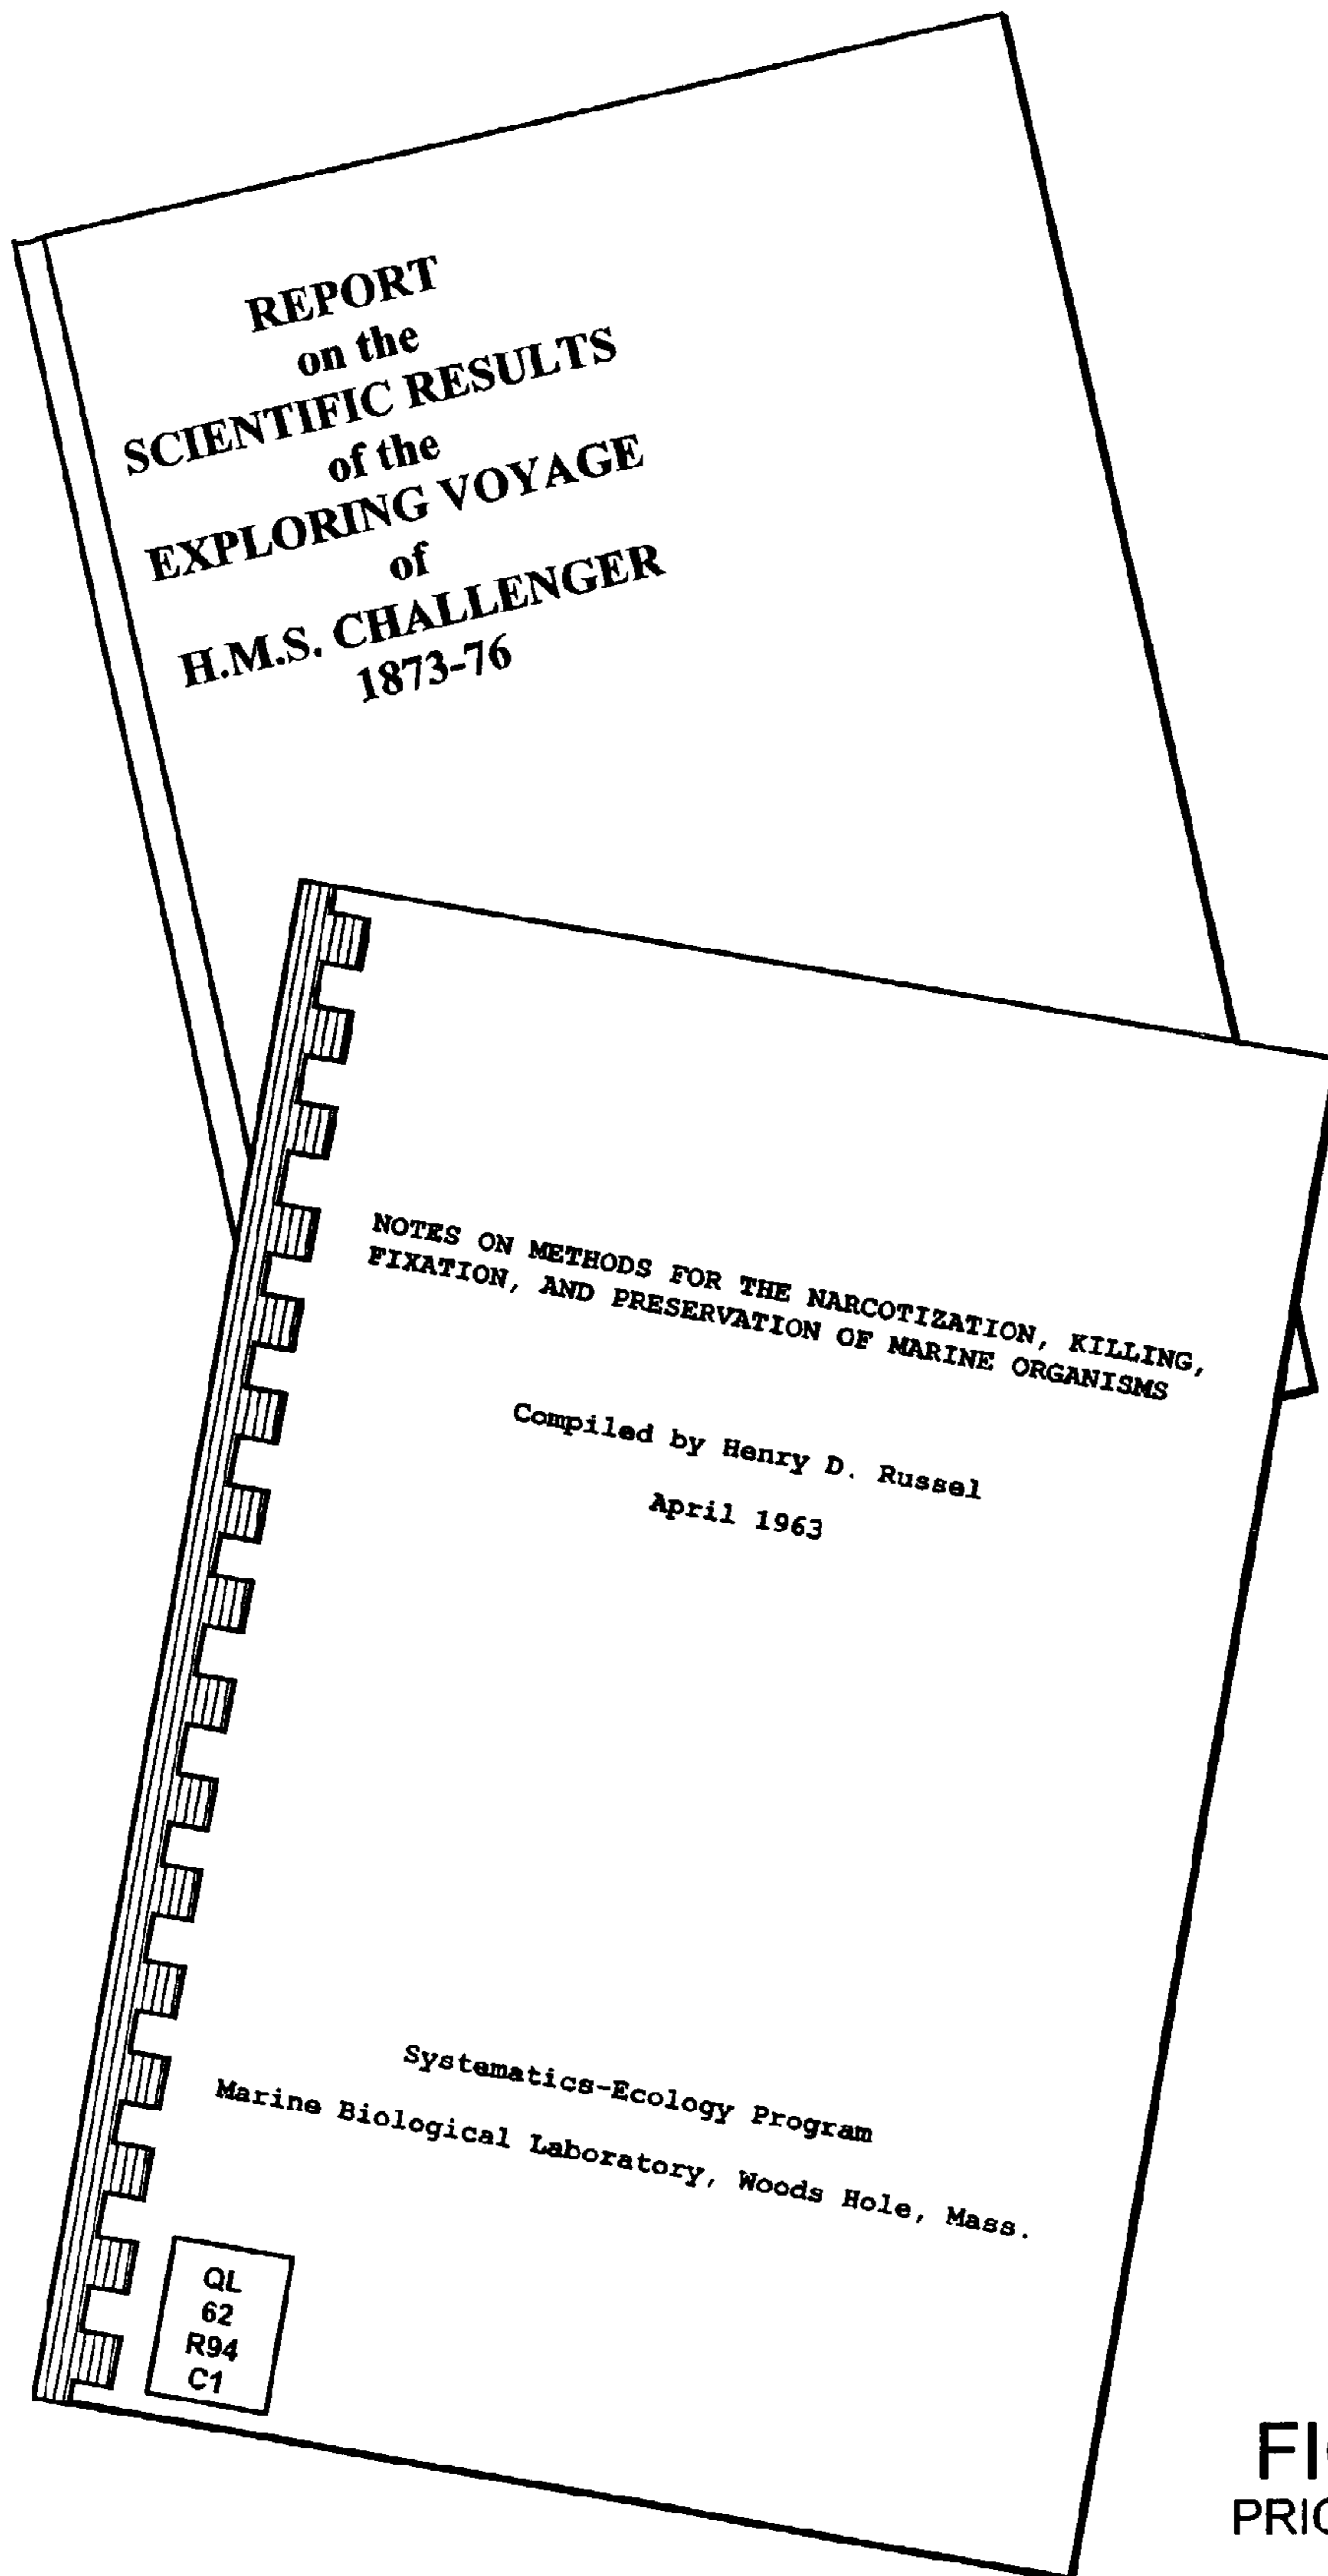 REPORT
on the
SCIENTIFIC RESULTS
of the
EXPLORING VOYAGE
of
H.M.S. CHALLENGER
1873-76
NOTES ON METHODS FOR THE NARCOTIZATION, KILLING,
FIXATION, AND PRESERVATION OF MARINE ORGANISMS
Compiled by Henry D. Russel
April 1963
Systematics-Ecology Program
Marine Biological Laboratory, Woods Hole, Mass.
QL
62
R94
C1